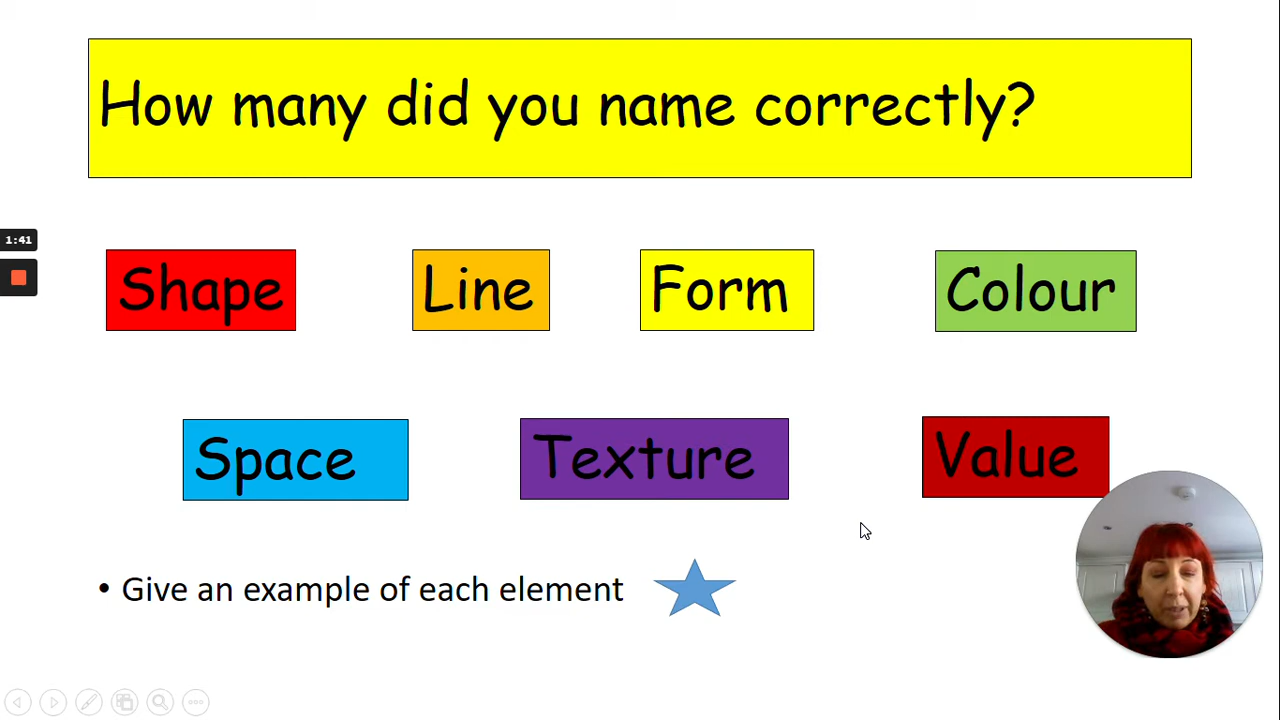 How many did you name correctly?
1:41
Shape Line Form Colour
Space Texture Value
• Give an example of each element